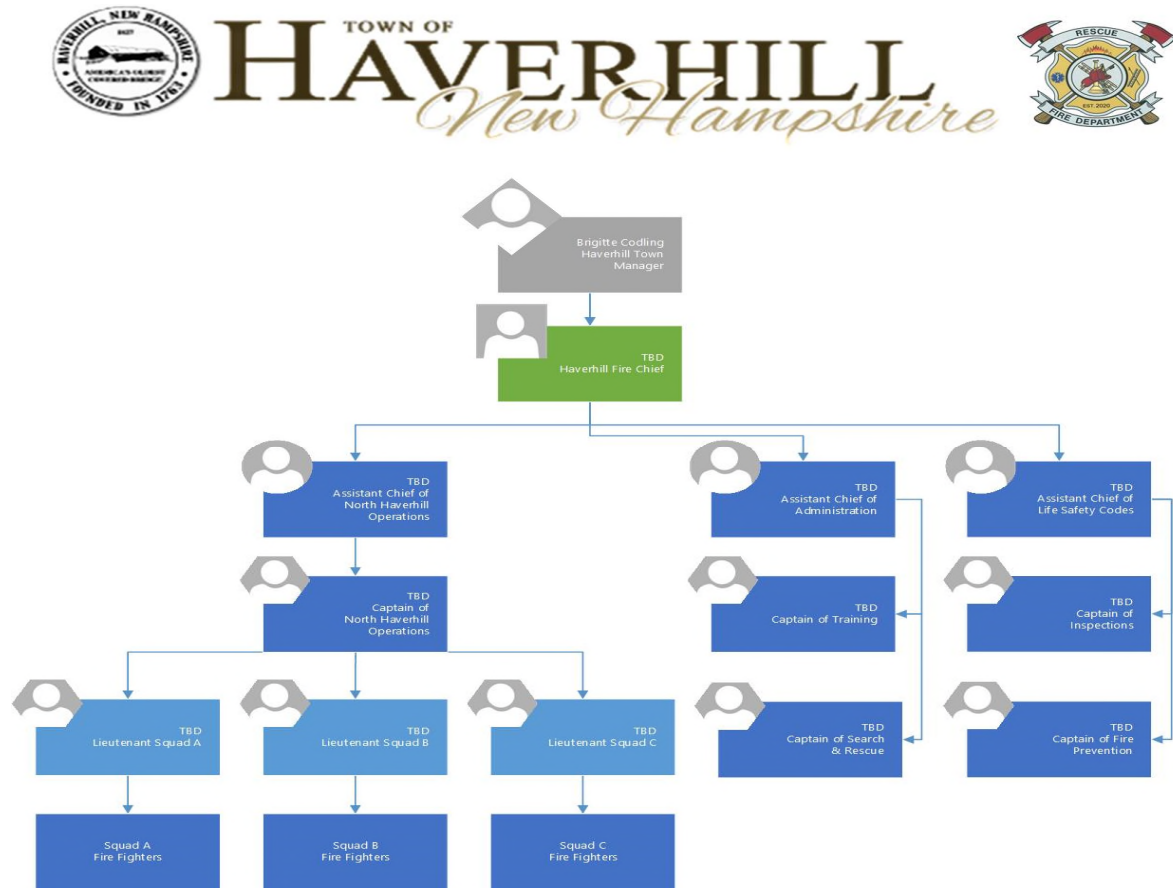 HAVERHILL, NEW HAMPSHIRE
AMERICA'S OLDEST
COVERED BRIDGE
FOUNDED IN 1763
TOWN OF
HAVERHILL
New Hampshire
RESCUE
EST. 2020
FIRE DEPARTMENT
Brigitte Codling
Haverhill Town
Manager
TBD
Haverhill Fire Chief
TBD
Assistant Chief of
North Haverhill
Operations
TBD
Assistant Chief of
Administration
TBD
Assistant Chief of
Life Safety Codes
TBD
Captain of
North Haverhill
Operations
TBD
Captain of Training
TBD
Captain of
Inspections
TBD
Lieutenant Squad A
TBD
Lieutenant Squad B
TBD
Lieutenant Squad C
TBD
Captain of Search
& Rescue
TBD
Captain of Fire
Prevention
Squad A
Fire Fighters
Squad B
Fire Fighters
Squad C
Fire Fighters